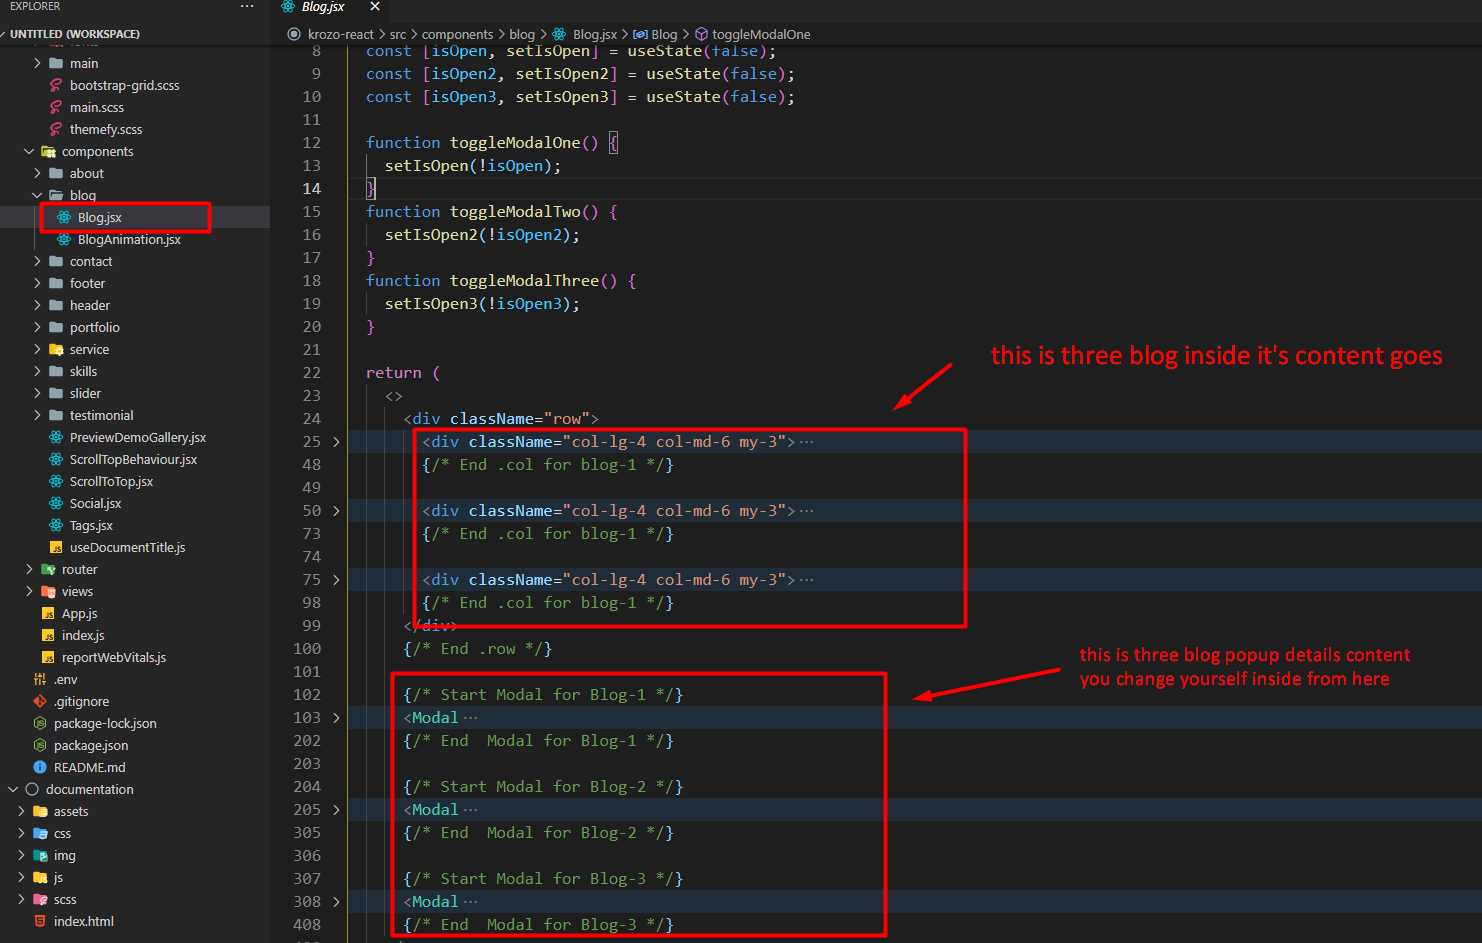 EXPLORER ···
UNTITLED (WORKSPACE)
main
bootstrap-grid.scss
main.scss
themefy.scss
components
about
blog
Blog.jsx
BlogAnimation.jsx
contact
footer
header
portfolio
service
skills
slider
testimonial
PreviewDemoGallery.jsx
ScrollTopBehaviour.jsx
ScrollToTop.jsx
Social.jsx
Tags.jsx
useDocumentTitle.js
router
views
App.js
index.js
reportWebVitals.js
.env
.gitignore
package-lock.json
package.json
README.md
documentation
assets
css
img
js
scss
index.html
Blog.jsx
krozo-react > src > components > blog > Blog.jsx > Blog > toggleModalOne
8 const [isOpen, setIsOpen] = useState(false);
9 const [isOpen2, setIsOpen2] = useState(false);
10 const [isOpen3, setIsOpen3] = useState(false);
11
12 function toggleModalOne() {
13 setIsOpen(!isOpen);
14 }
15 function toggleModalTwo() {
16 setIsOpen2(!isOpen2);
17 }
18 function toggleModalThree() {
19 setIsOpen3(!isOpen3);
20 }
21
this is three blog inside it's content goes
22 return (
23 <>
24 <div className="row">
25 <div className="col-lg-4 col-md-6 my-3"> ···
48 {/* End .col for blog-1 */}
49
50 <div className="col-lg-4 col-md-6 my-3"> ···
73 {/* End .col for blog-1 */}
74
75 <div className="col-lg-4 col-md-6 my-3"> ···
98 {/* End .col for blog-1 */}
99 </div>
100 {/* End .row */}
this is three blog popup details content
you change yourself inside from here
101
102 {/* Start Modal for Blog-1 */}
103 <Modal ···
202 {/* End  Modal for Blog-1 */}
203
204 {/* Start Modal for Blog-2 */}
205 <Modal ···
305 {/* End  Modal for Blog-2 */}
306
307 {/* Start Modal for Blog-3 */}
308 <Modal ···
408 {/* End  Modal for Blog-3 */}